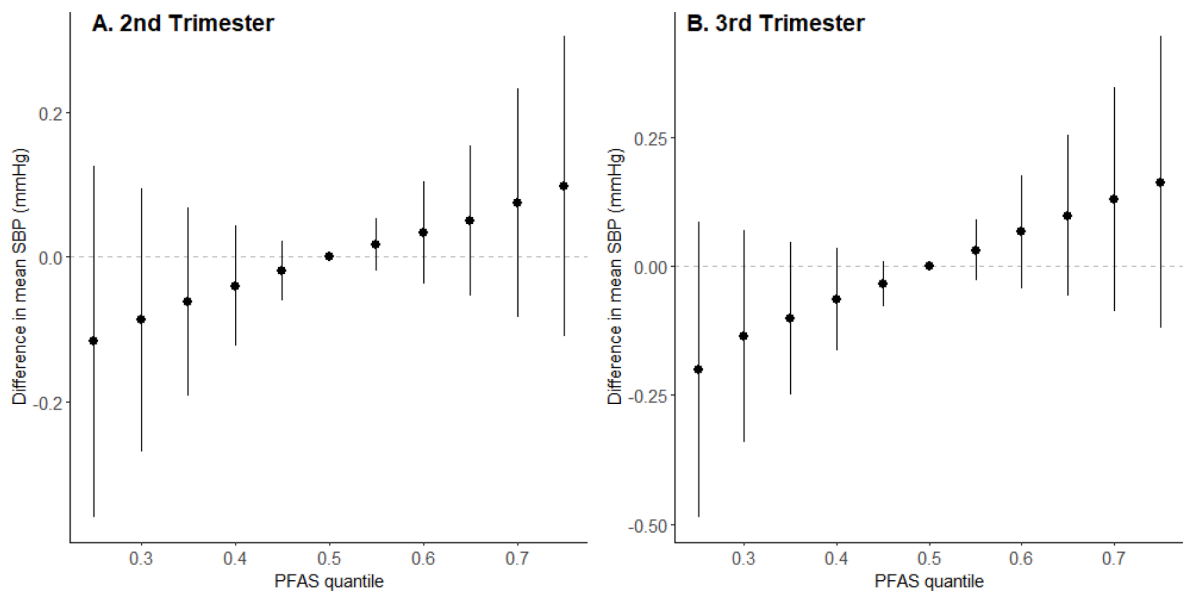 A. 2nd Trimester
Difference in mean SBP (mmHg)
0.2
0.0
-0.2
0.3 0.4 0.5 0.6 0.7
PFAS quantile
B. 3rd Trimester
Difference in mean SBP (mmHg)
0.25
0.00
-0.25
-0.50
0.3 0.4 0.5 0.6 0.7
PFAS quantile